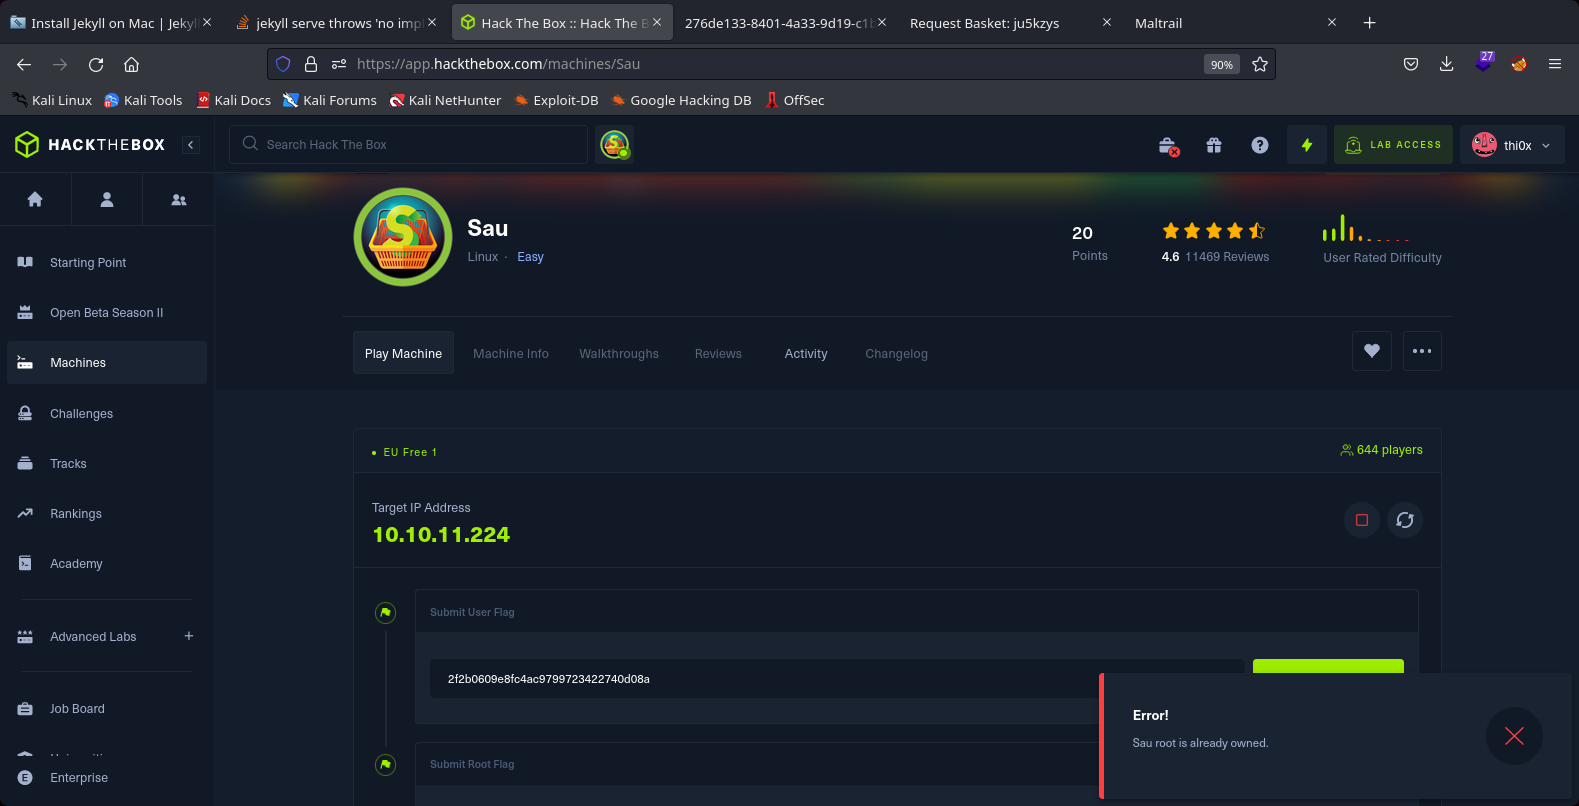 Install Jekyll on Mac | Jekyl
jekyll serve throws 'no impl
Hack The Box :: Hack The B
276de133-8401-4a33-9d19-c1b
Request Basket: ju5kzys
Maltrail
https://app.hackthebox.com/machines/Sau
90%
27
Kali Linux
Kali Tools
Kali Docs
Kali Forums
Kali NetHunter
Exploit-DB
Google Hacking DB
OffSec
HACKTHEBOX
Search Hack The Box
LAB ACCESS
thi0x
Starting Point
Open Beta Season II
Machines
Challenges
Tracks
Rankings
Academy
Advanced Labs
Job Board
E Enterprise
S
Sau
Linux · Easy
20
Points
4.6 11469 Reviews
User Rated Difficulty
Play Machine
Machine Info
Walkthroughs
Reviews
Activity
Changelog
EU Free 1
644 players
Target IP Address
10.10.11.224
Submit User Flag
2f2b0609e8fc4ac9799723422740d08a
Submit Root Flag
Error!
Sau root is already owned.